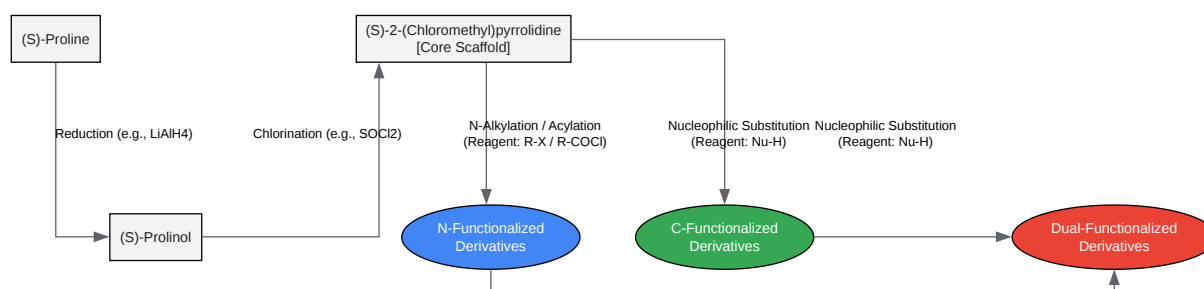 (S)-Proline
(S)-2-(Chloromethyl)pyrrolidine
[Core Scaffold]
Reduction (e.g., LiAlH4)
Chlorination (e.g., SOCl2)
N-Alkylation / Acylation
(Reagent: R-X / R-COCl)
Nucleophilic Substitution
(Reagent: Nu-H)
Nucleophilic Substitution
(Reagent: Nu-H)
(S)-Prolinol
N-Functionalized
Derivatives
C-Functionalized
Derivatives
Dual-Functionalized
Derivatives